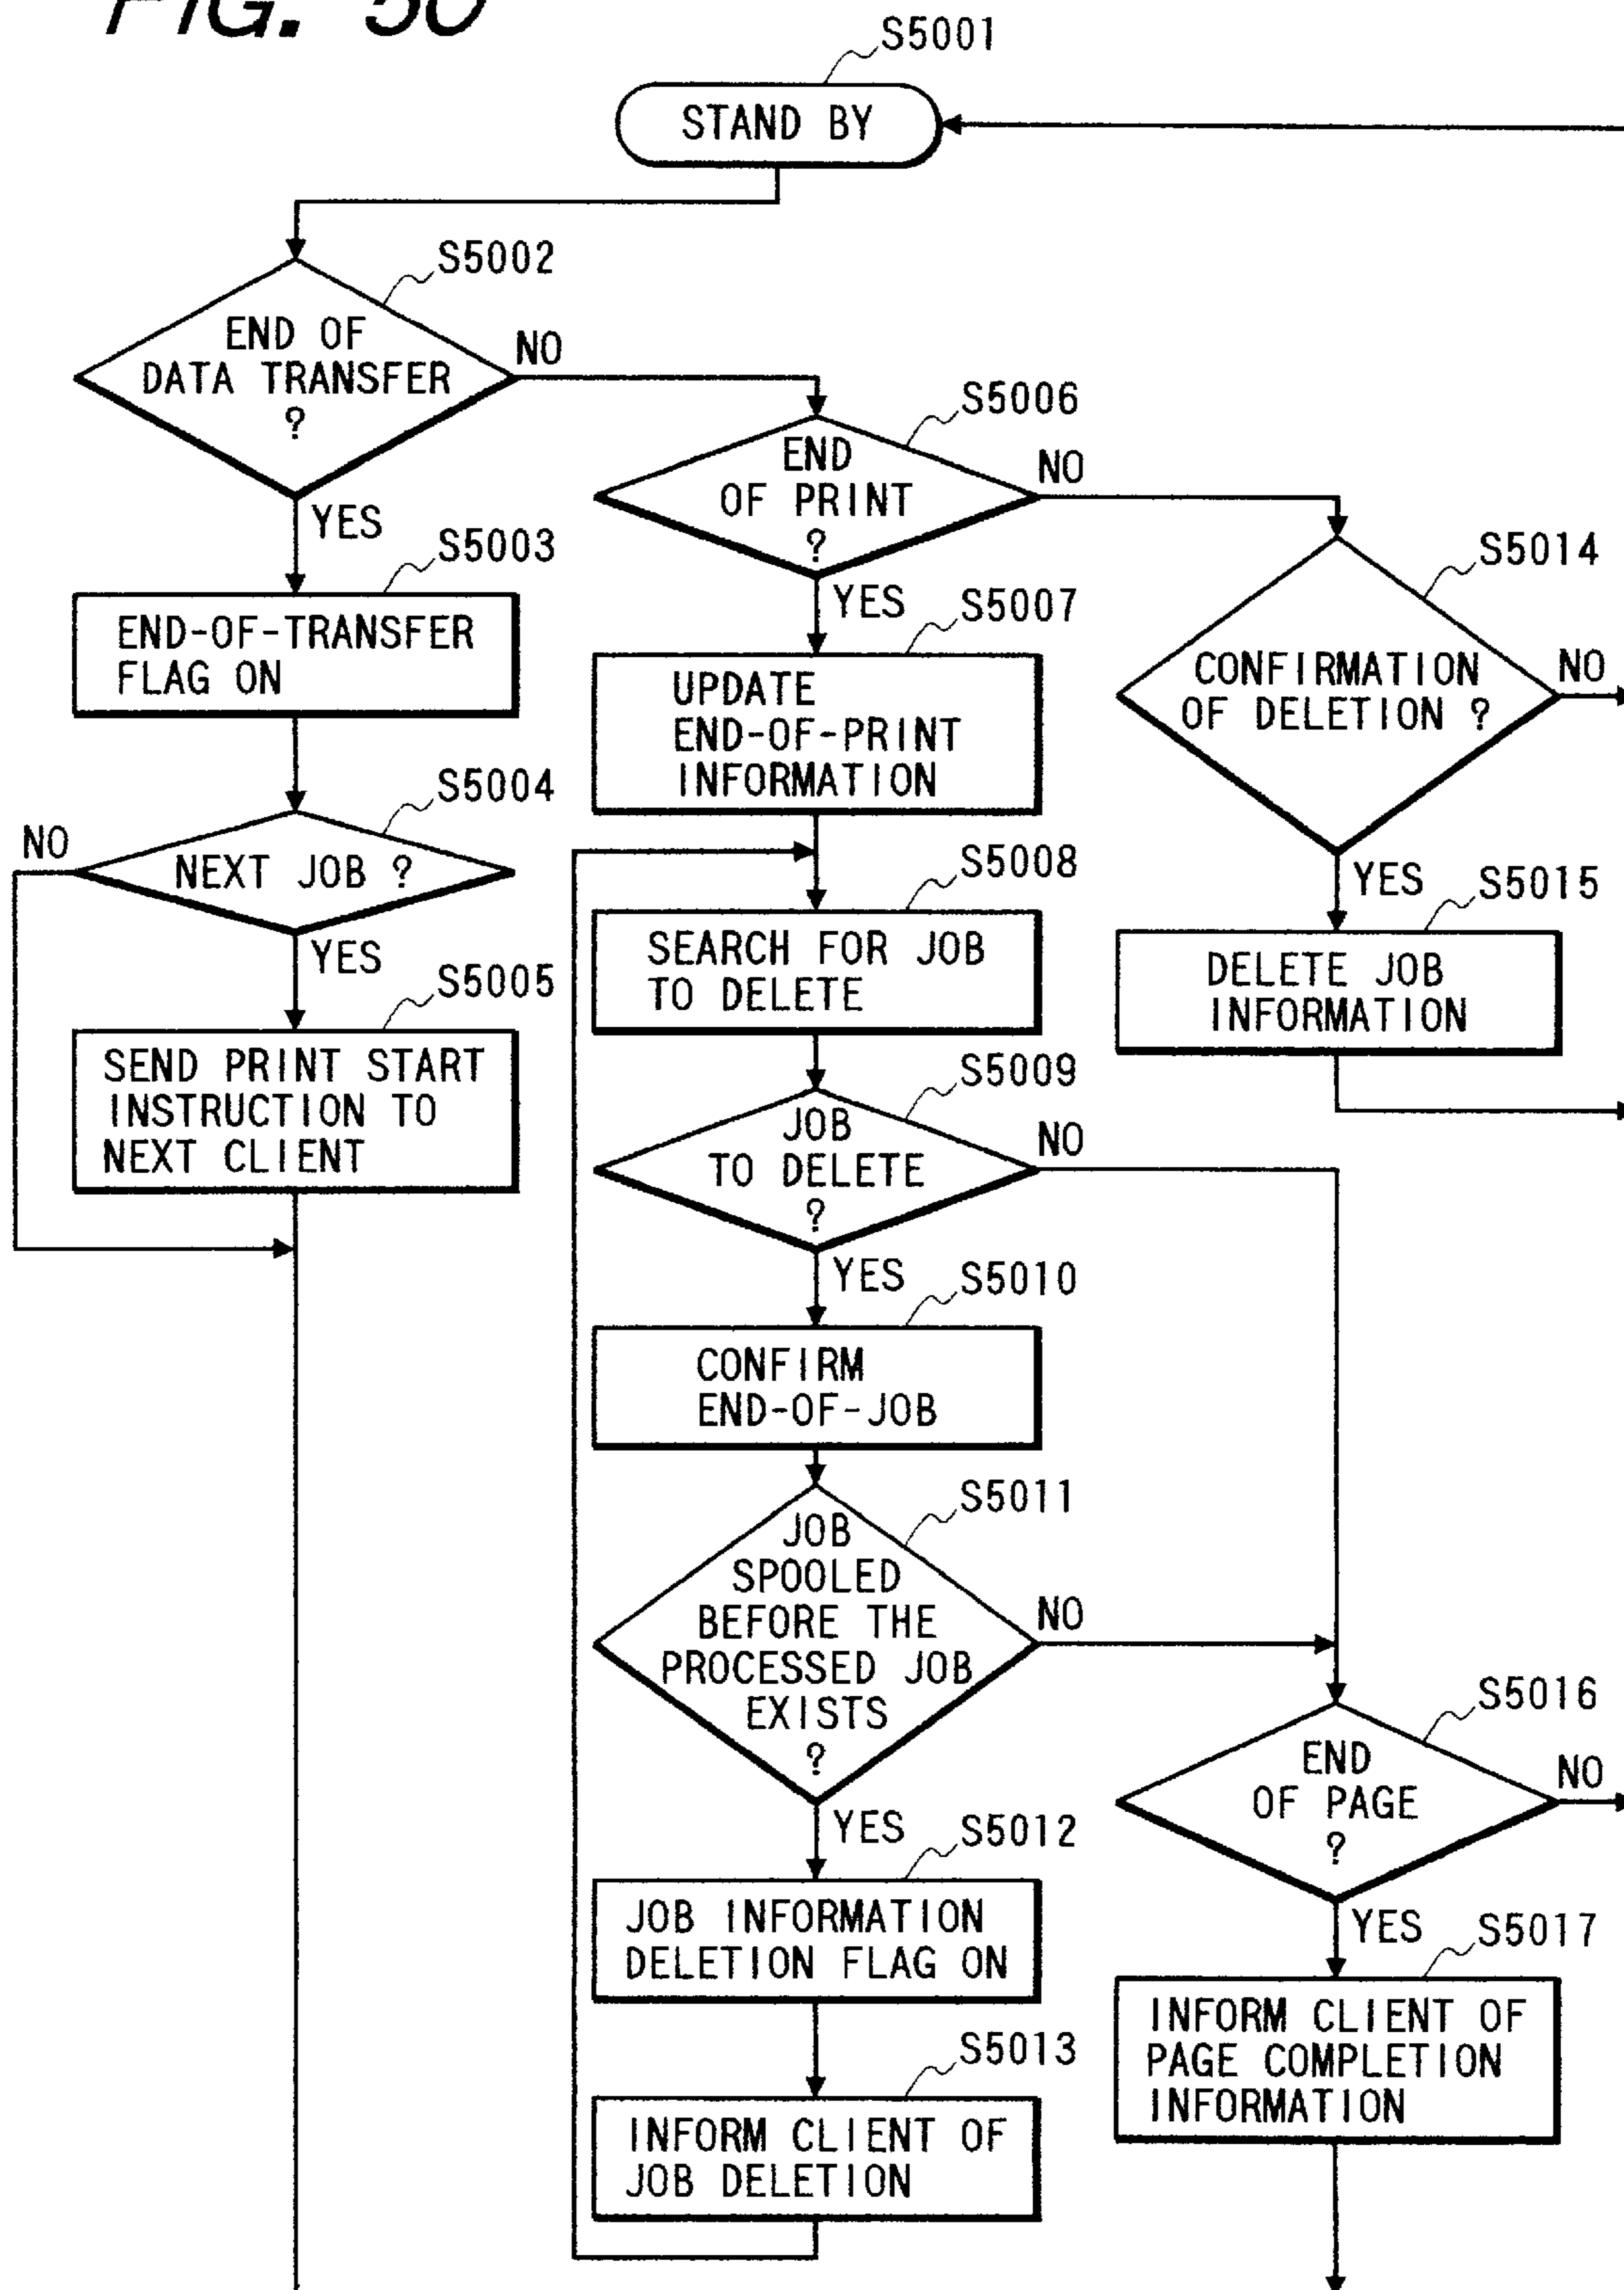 FIG. 50
S5001
STAND BY
S5002
END OF
DATA TRANSFER
?
NO
YES
S5003
END-OF-TRANSFER
FLAG ON
S5004
NEXT JOB ?
NO
YES
S5005
SEND PRINT START
INSTRUCTION TO
NEXT CLIENT
S5006
END
OF PRINT
?
NO
YES
S5007
UPDATE
END-OF-PRINT
INFORMATION
S5008
SEARCH FOR JOB
TO DELETE
S5009
JOB
TO DELETE
?
NO
YES
S5010
CONFIRM
END-OF-JOB
S5011
JOB
SPOOLED
BEFORE THE
PROCESSED JOB
EXISTS
?
NO
YES
S5012
JOB INFORMATION
DELETION FLAG ON
S5013
INFORM CLIENT OF
JOB DELETION
S5014
CONFIRMATION
OF DELETION ?
NO
YES
S5015
DELETE JOB
INFORMATION
S5016
END
OF PAGE
?
NO
YES
S5017
INFORM CLIENT OF
PAGE COMPLETION
INFORMATION